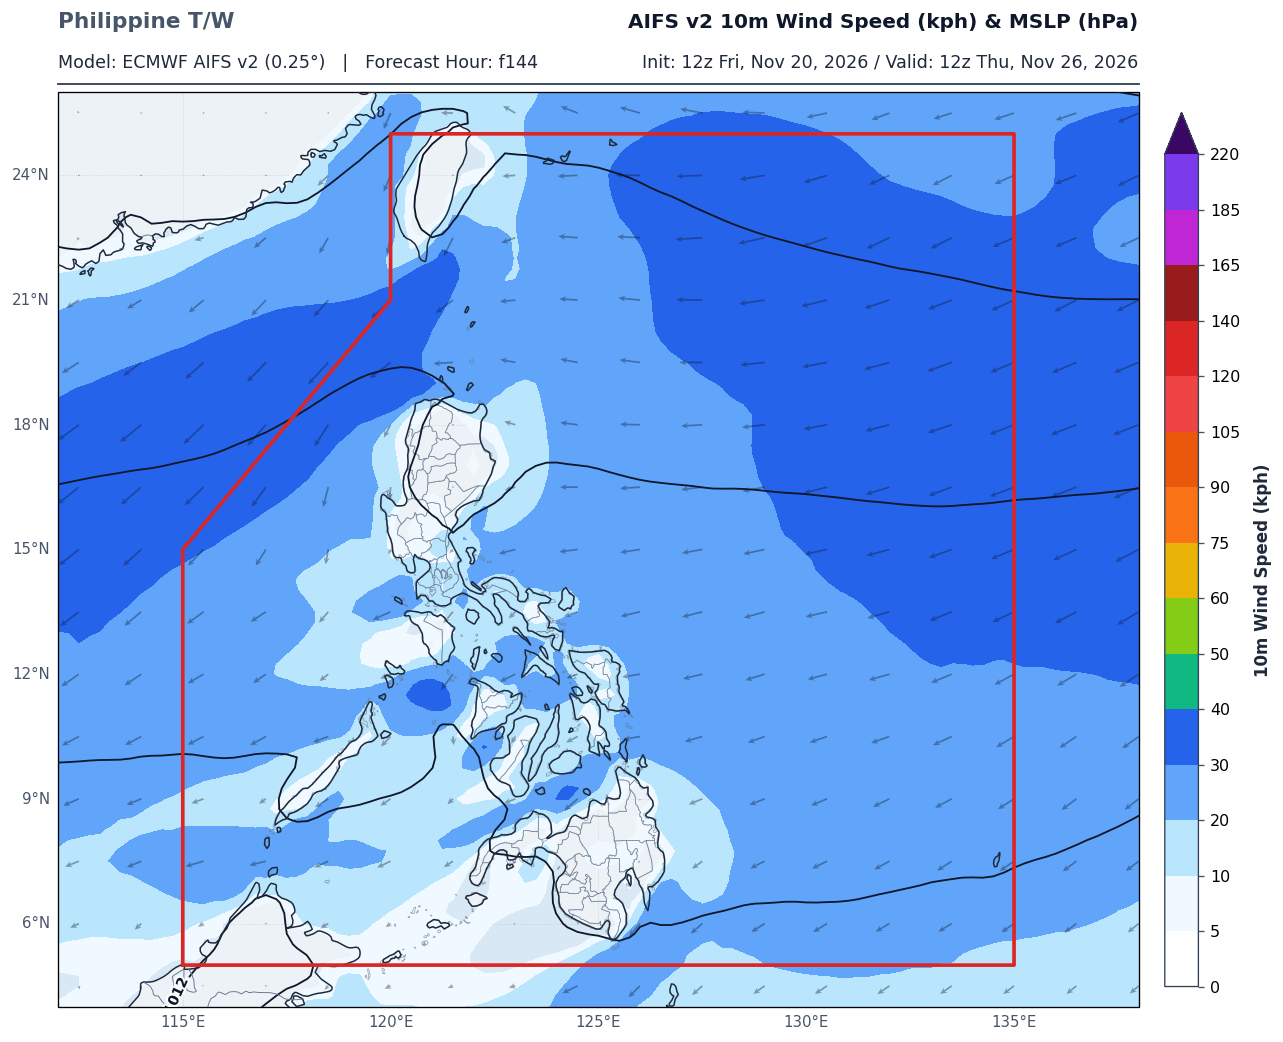 Philippine T/W
AIFS v2 10m Wind Speed (kph) & MSLP (hPa)
Model: ECMWF AIFS v2 (0.25°) | Forecast Hour: f144
Init: 12z Fri, Nov 20, 2026 / Valid: 12z Thu, Nov 26, 2026
24°N
21°N
18°N
15°N
12°N
9°N
6°N
115°E
120°E
125°E
130°E
135°E
012
220
185
165
140
120
105
90
75
60
50
40
30
20
10
5
0
10m Wind Speed (kph)